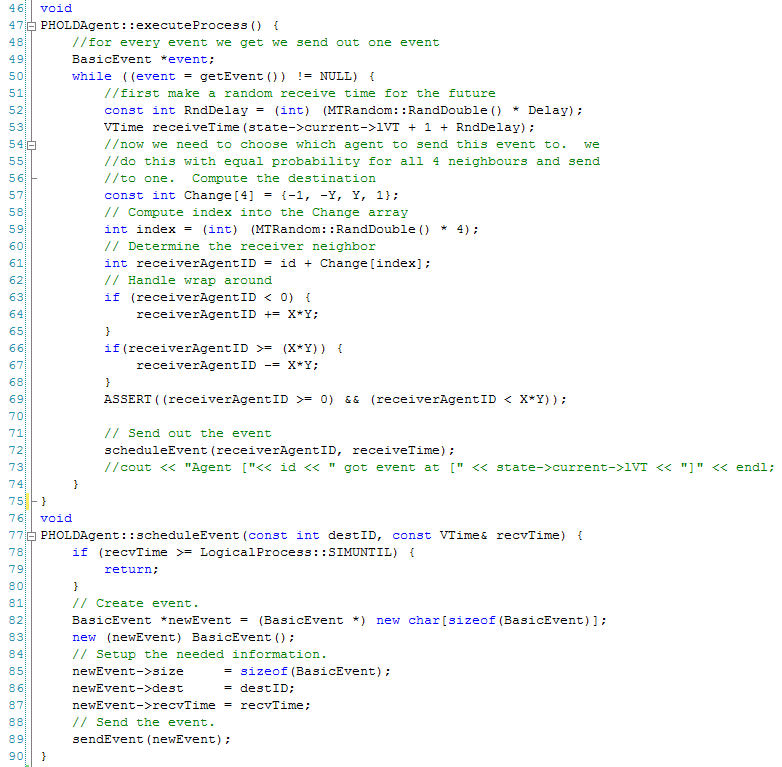 46 void
47 PHOLDAgent::executeProcess() {
48     //for every event we get we send out one event
49     BasicEvent *event;
50     while ((event = getEvent()) != NULL) {
51         //first make a random receive time for the future
52         const int RndDelay = (int) (MTRandom::RandDouble() * Delay);
53         VTime receiveTime(state->current->lVT + 1 + RndDelay);
54         //now we need to choose which agent to send this event to.  we
55         //do this with equal probability for all 4 neighbours and send
56         //to one.  Compute the destination
57         const int Change[4] = {-1, -Y, Y, 1};
58         // Compute index into the Change array
59         int index = (int) (MTRandom::RandDouble() * 4);
60         // Determine the receiver neighbor
61         int receiverAgentID = id + Change[index];
62         // Handle wrap around
63         if (receiverAgentID < 0) {
64             receiverAgentID += X*Y;
65         }
66         if(receiverAgentID >= (X*Y)) {
67             receiverAgentID -= X*Y;
68         }
69         ASSERT((receiverAgentID >= 0) && (receiverAgentID < X*Y));
70
71         // Send out the event
72         scheduleEvent(receiverAgentID, receiveTime);
73         //cout << "Agent ["<< id << " got event at [" << state->current->lVT << "]" << endl;
74     }
75 }
76 void
77 PHOLDAgent::scheduleEvent(const int destID, const VTime& recvTime) {
78     if (recvTime >= LogicalProcess::SIMUNTIL) {
79         return;
80     }
81     // Create event.
82     BasicEvent *newEvent = (BasicEvent *) new char[sizeof(BasicEvent)];
83     new (newEvent) BasicEvent();
84     // Setup the needed information.
85     newEvent->size     = sizeof(BasicEvent);
86     newEvent->dest     = destID;
87     newEvent->recvTime = recvTime;
88     // Send the event.
89     sendEvent(newEvent);
90 }